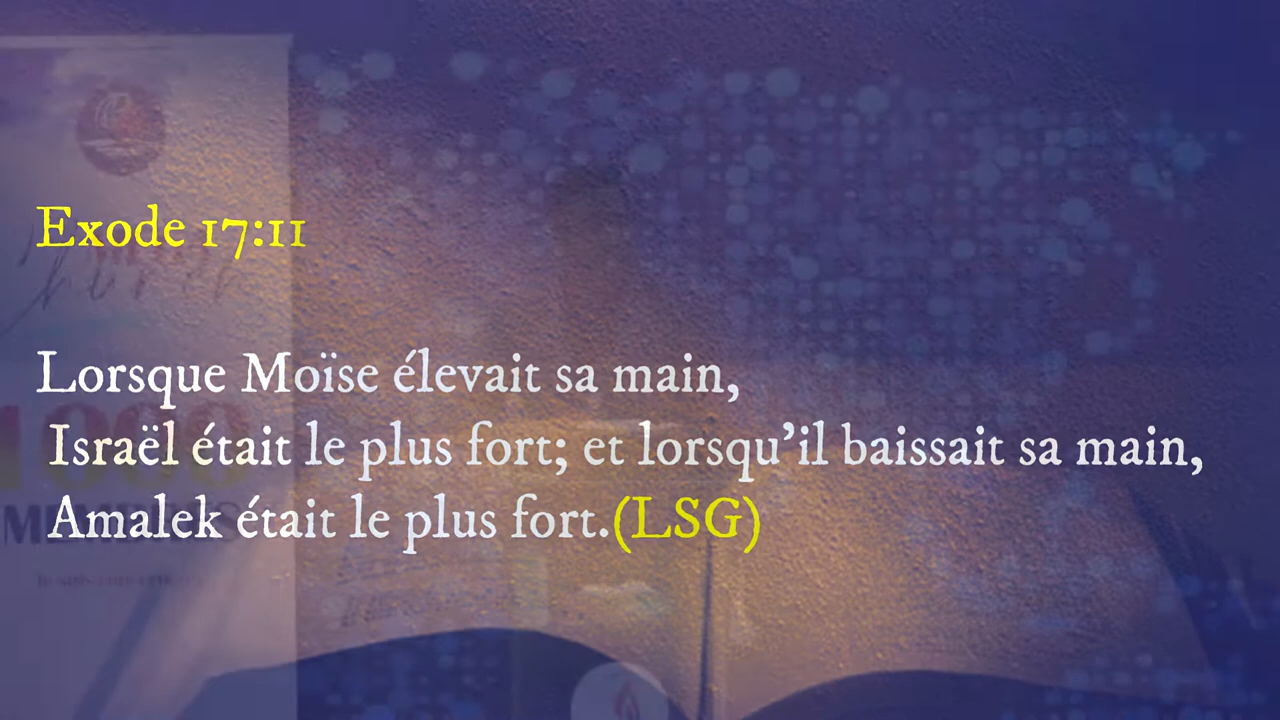 Exode 17:11
Lorsque Moïse élevait sa main,
Israël était le plus fort; et lorsqu'il baissait sa main,
Amalek était le plus fort.(LSG)
1000